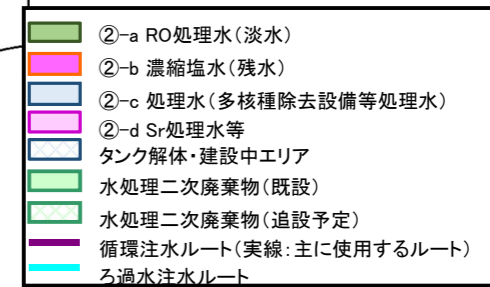 ②-a RO処理水(淡水)
②-b 濃縮塩水(残水)
②-c 処理水(多核種除去設備等処理水)
②-d Sr処理水等
タンク解体・建設中エリア
水処理二次廃棄物(既設)
水処理二次廃棄物(追設予定)
循環注水ルート(実線:主に使用するルート)
ろ過水注水ルート